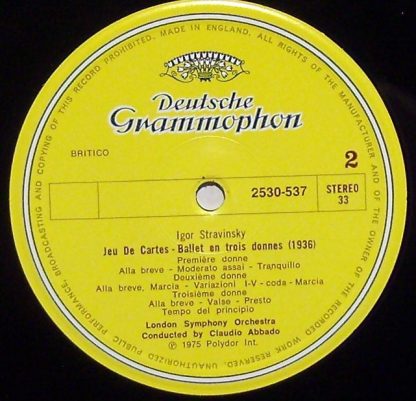 UNAUTHORIZED PUBLIC PERFORMANCE, BROADCASTING AND COPYING OF THIS RECORD PROHIBITED. MADE IN ENGLAND. ALL RIGHTS OF THE MANUFACTURER AND OF THE OWNER OF THE RECORDED WORK RESERVED.
Deutsche
Grammophon
BRITICO
2
2530-537
STEREO
33
Igor Stravinsky
Jeu De Cartes - Ballet en trois donnes (1936)
Première donne
Alla breve - Moderato assai - Tranquillo
Deuxième donne
Alla breve, Marcia - Variazioni I-V - coda - Marcia
Troisième donne
Alla breve - Valse - Presto
Tempo del principio
London Symphony Orchestra
Conducted by Claudio Abbado
℗ 1975 Polydor Int.